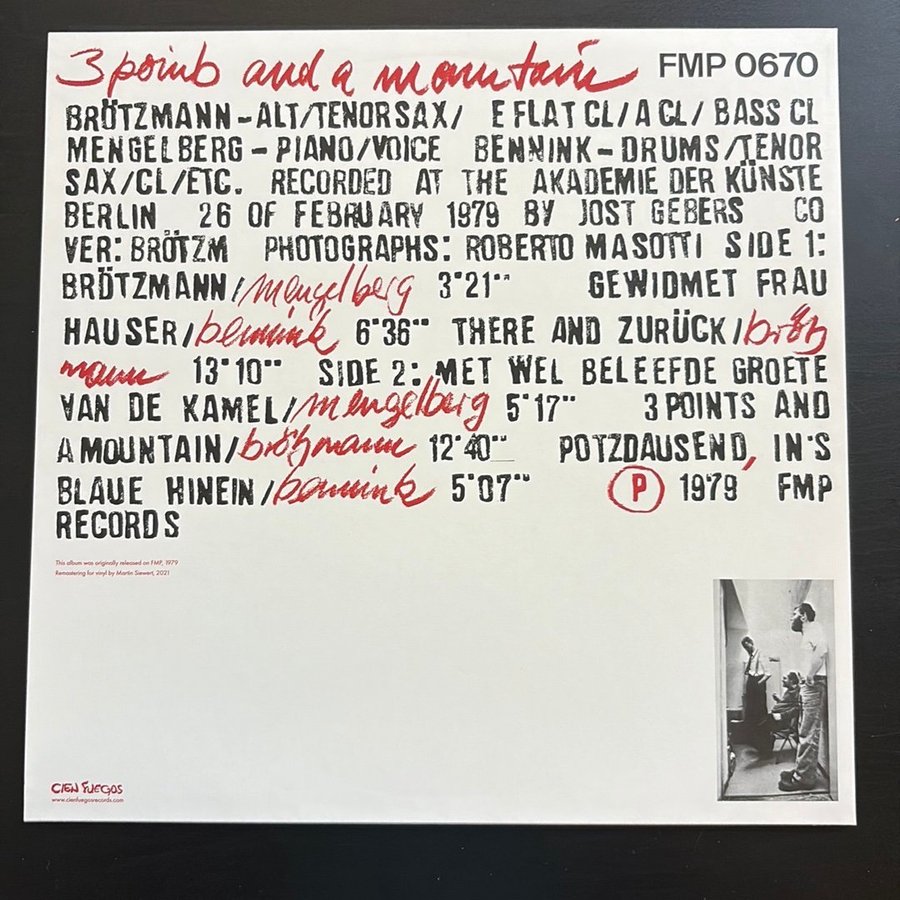 3 points and a mountain FMP 0670
BRÖTZMANN-ALT/TENORSAX/ E FLAT CL/A CL/ BASS CL
MENGELBERG - PIANO/VOICE BENNINK - DRUMS/TENOR
SAX/CL/ETC. RECORDED AT THE AKADEMIE DER KÜNSTE
BERLIN 26 OF FEBRUARY 1979 BY JOST GEBERS CO
VER: BRÖTZM PHOTOGRAPHS: ROBERTO MASOTTI SIDE 1:
BRÖTZMANN/mengelberg 3'21'' GEWIDMET FRAU
HAUSER/bennink 6'36'' THERE AND ZURÜCK/brötz
mann 13'10'' SIDE 2: MET WEL BELEEFDE GROETE
VAN DE KAMEL/mengelberg 5'17'' 3 POINTS AND
A MOUNTAIN/brötzmann 12'40'' POTZDAUSEND, IN'S
BLAUE HINEIN/bennink 5'07'' P 1979 FMP
RECORDS
This album was originally released on FMP, 1979
Remastering for vinyl by Martin Siewert, 2021
CIEN FUEGOS
www.cienfuegosrecords.com